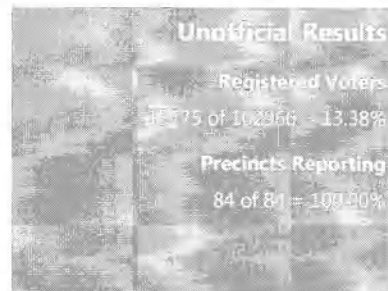 Unofficial Results
Registered Voters
of 102966 - 13.38%
Precincts Reporting
84 of 84 = 100.00%